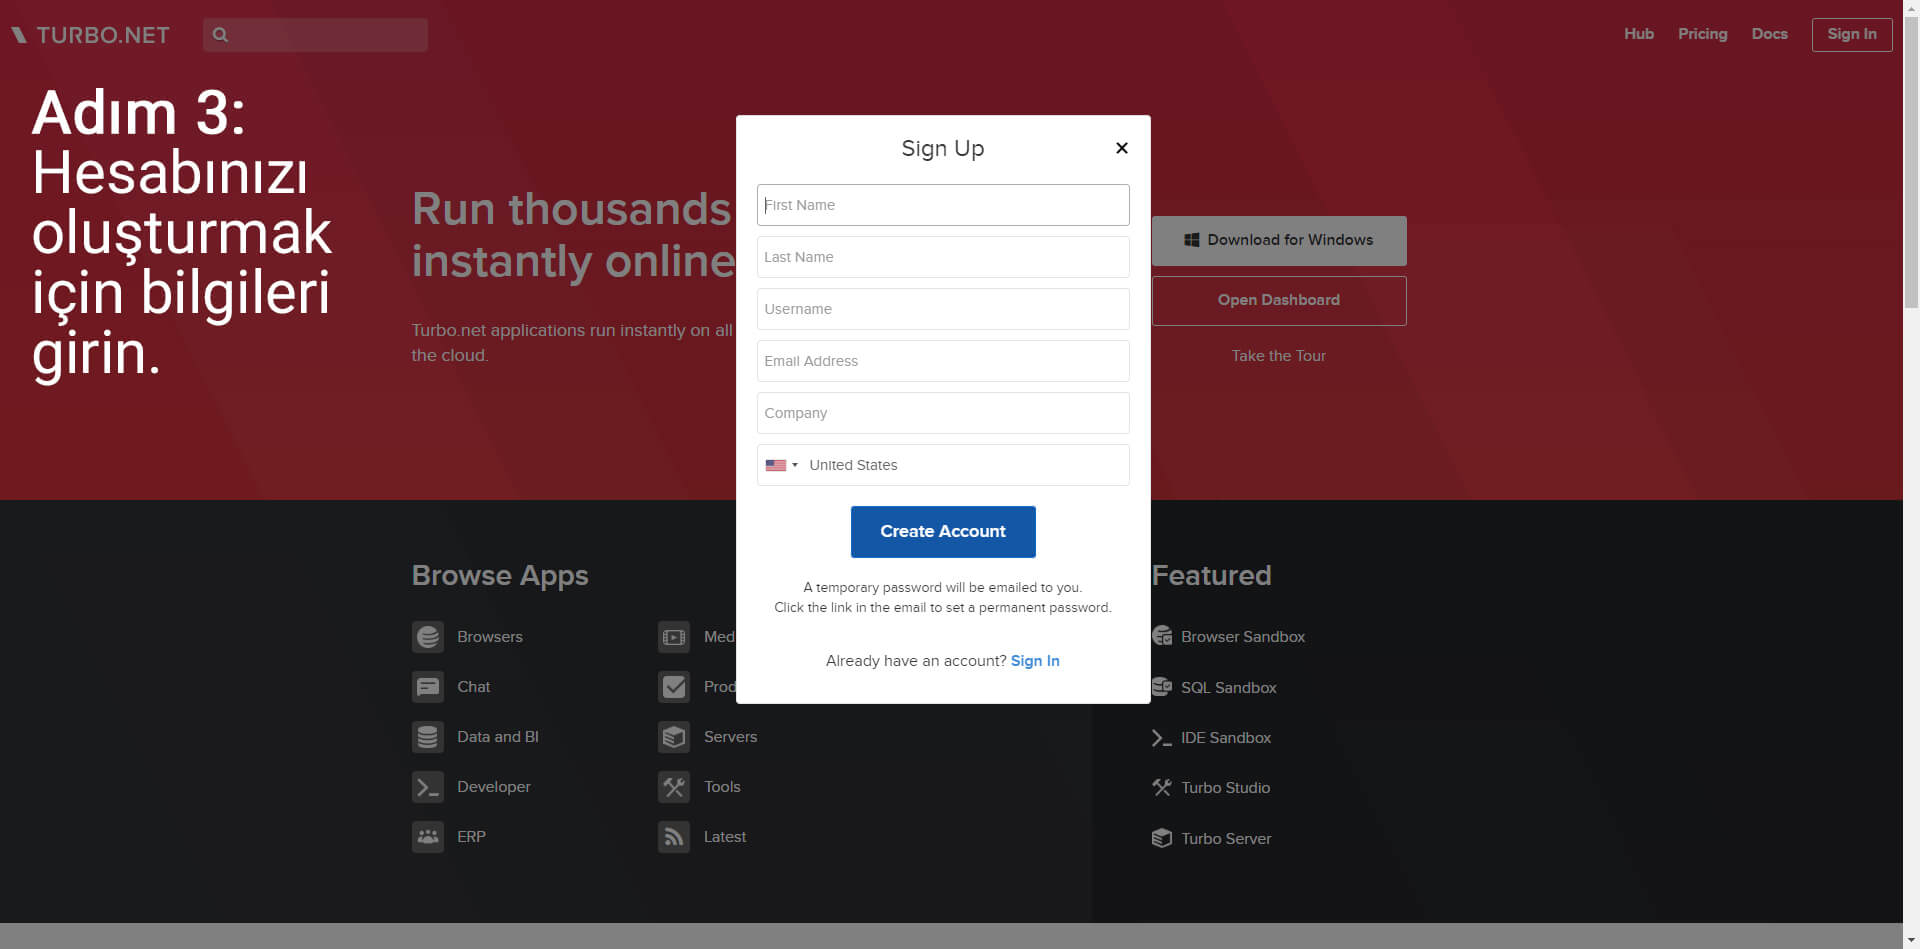 TURBO.NET
Hub Pricing Docs Sign In
Adım 3:
Hesabınızı
oluşturmak
için bilgileri
girin.
Run thousands
instantly online
Turbo.net applications run instantly on all
the cloud.
Sign Up
First Name
Last Name
Username
Email Address
Company
United States
Create Account
A temporary password will be emailed to you.
Click the link in the email to set a permanent password.
Already have an account? Sign In
Download for Windows
Open Dashboard
Take the Tour
Browse Apps
Browsers
Chat
Data and BI
Developer
ERP
Med
Prod
Servers
Tools
Latest
Featured
Browser Sandbox
SQL Sandbox
IDE Sandbox
Turbo Studio
Turbo Server